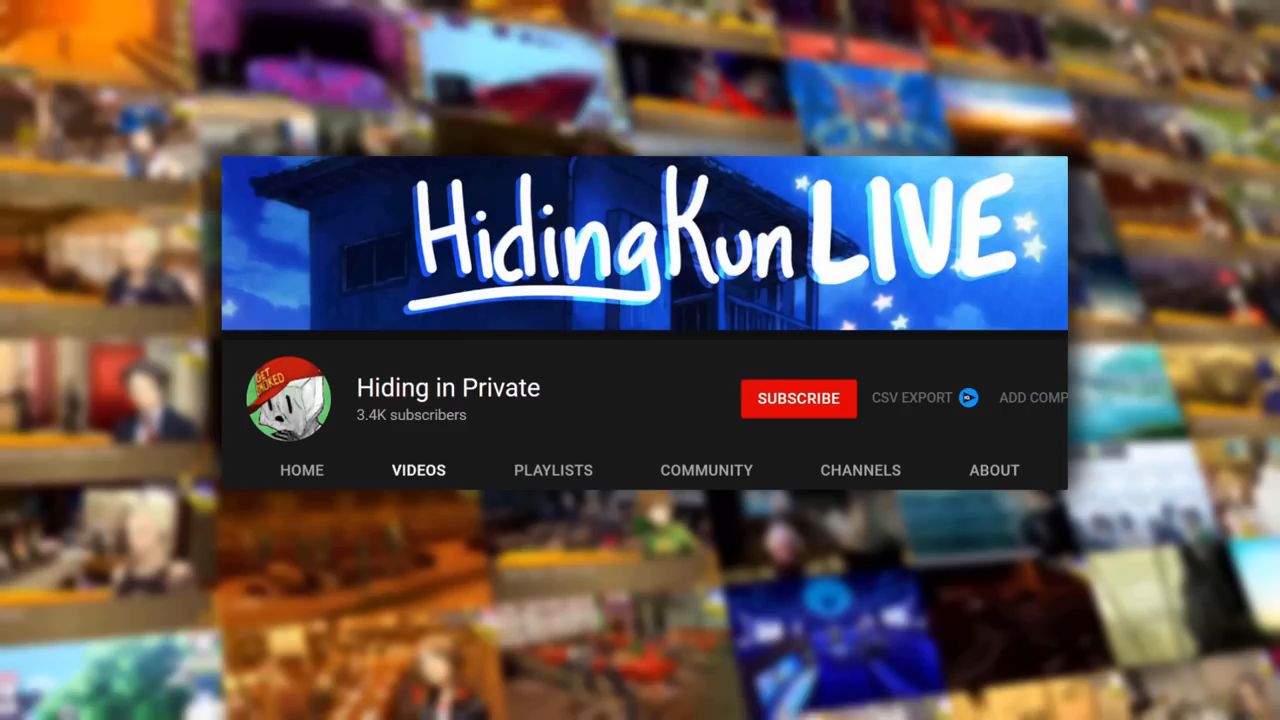 HidingKun LIVE
GET
Hiding in Private
3.4K subscribers
SUBSCRIBE
CSV EXPORT
ADD COMP
HOME
VIDEOS
PLAYLISTS
COMMUNITY
CHANNELS
ABOUT